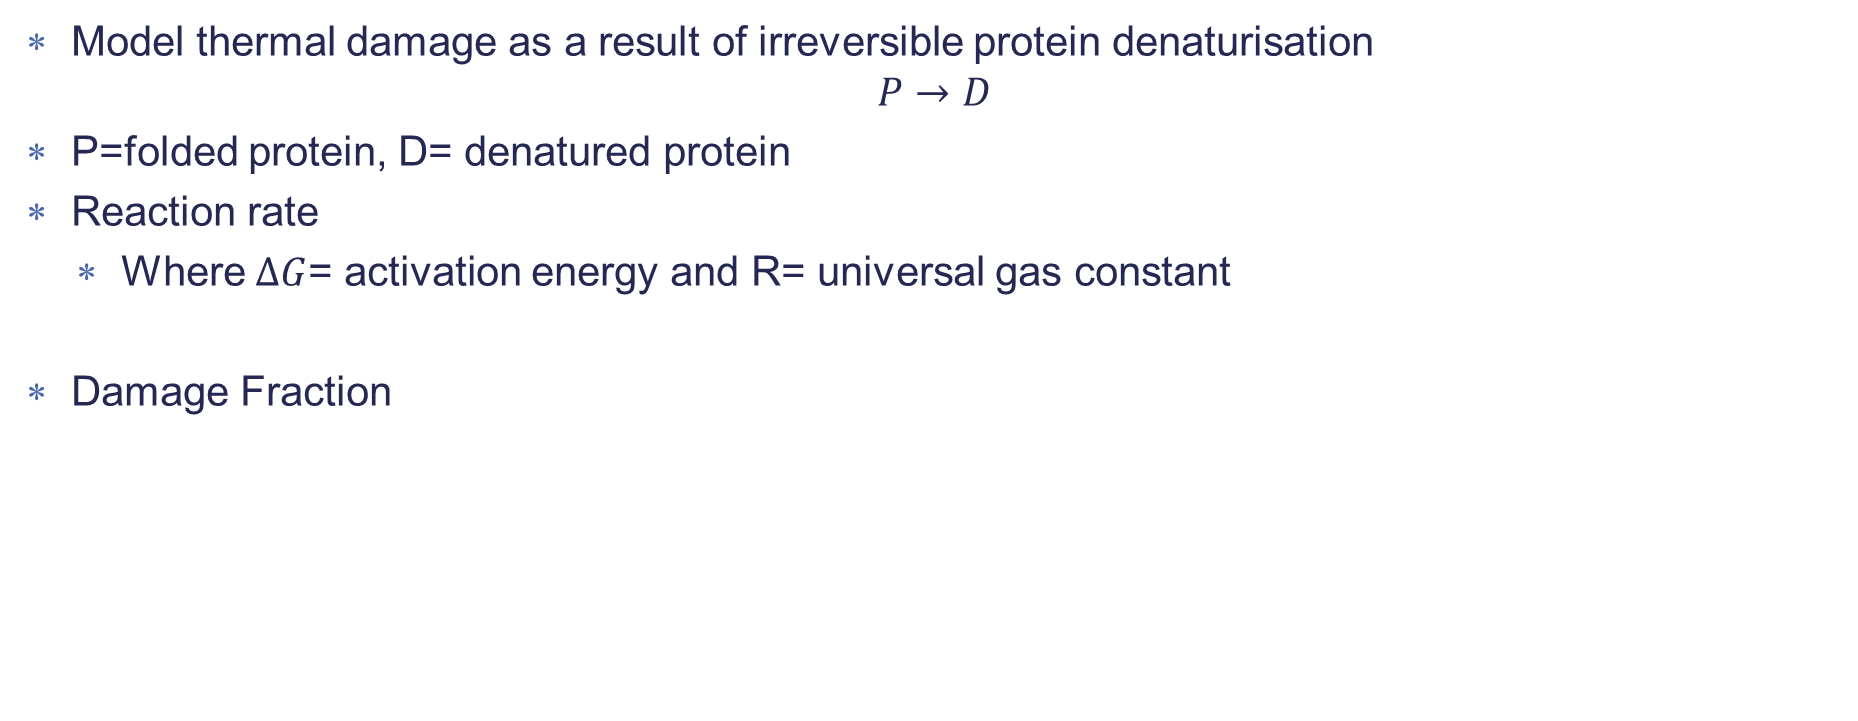 * Model thermal damage as a result of irreversible protein denaturisation
P → D
* P=folded protein, D= denatured protein
* Reaction rate
* Where ΔG= activation energy and R= universal gas constant
* Damage Fraction